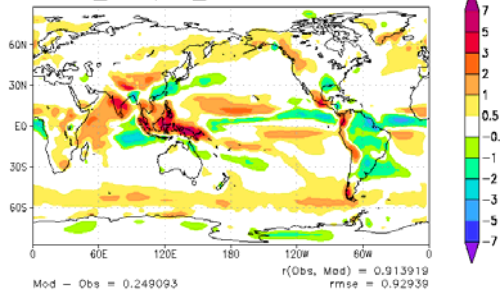 7
5
60N
3
2
30N
1
0.5
EQ
-0.
-1
30S
-2
-3
60S
-5
-7
0 60E 120E 180 120W 60W 0
r(Obs, Mod) = 0.913919
Mod - Obs = 0.249093 rmse = 0.92939